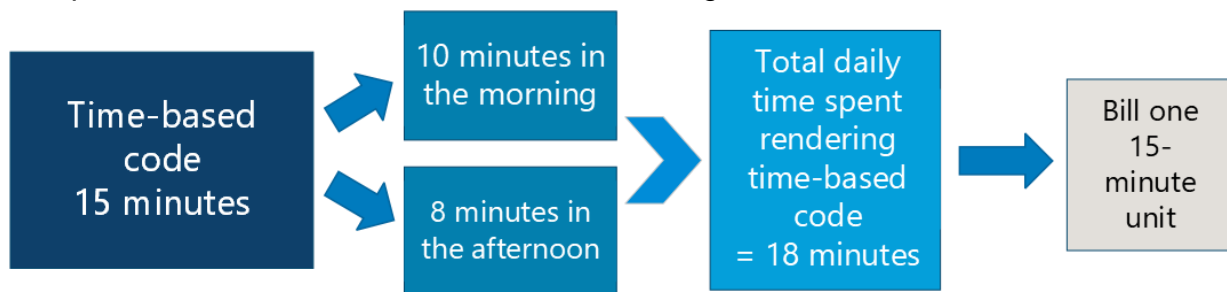 Time-based
code
15 minutes
10 minutes in
the morning
8 minutes in
the afternoon
Total daily
time spent
rendering
time-based
code
= 18 minutes
Bill one
15-
minute
unit